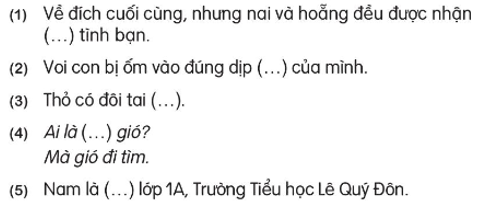 (1) Về đích cuối cùng, nhưng nai và hoẵng đều được nhận
(...) tình bạn.
(2) Voi con bị ốm vào đúng dịp (...) của mình.
(3) Thỏ có đôi tai (...).
(4) Ai là (...) gió?
Mà gió đi tìm.
(5) Nam là (...) lớp 1A, Trường Tiểu học Lê Quý Đôn.